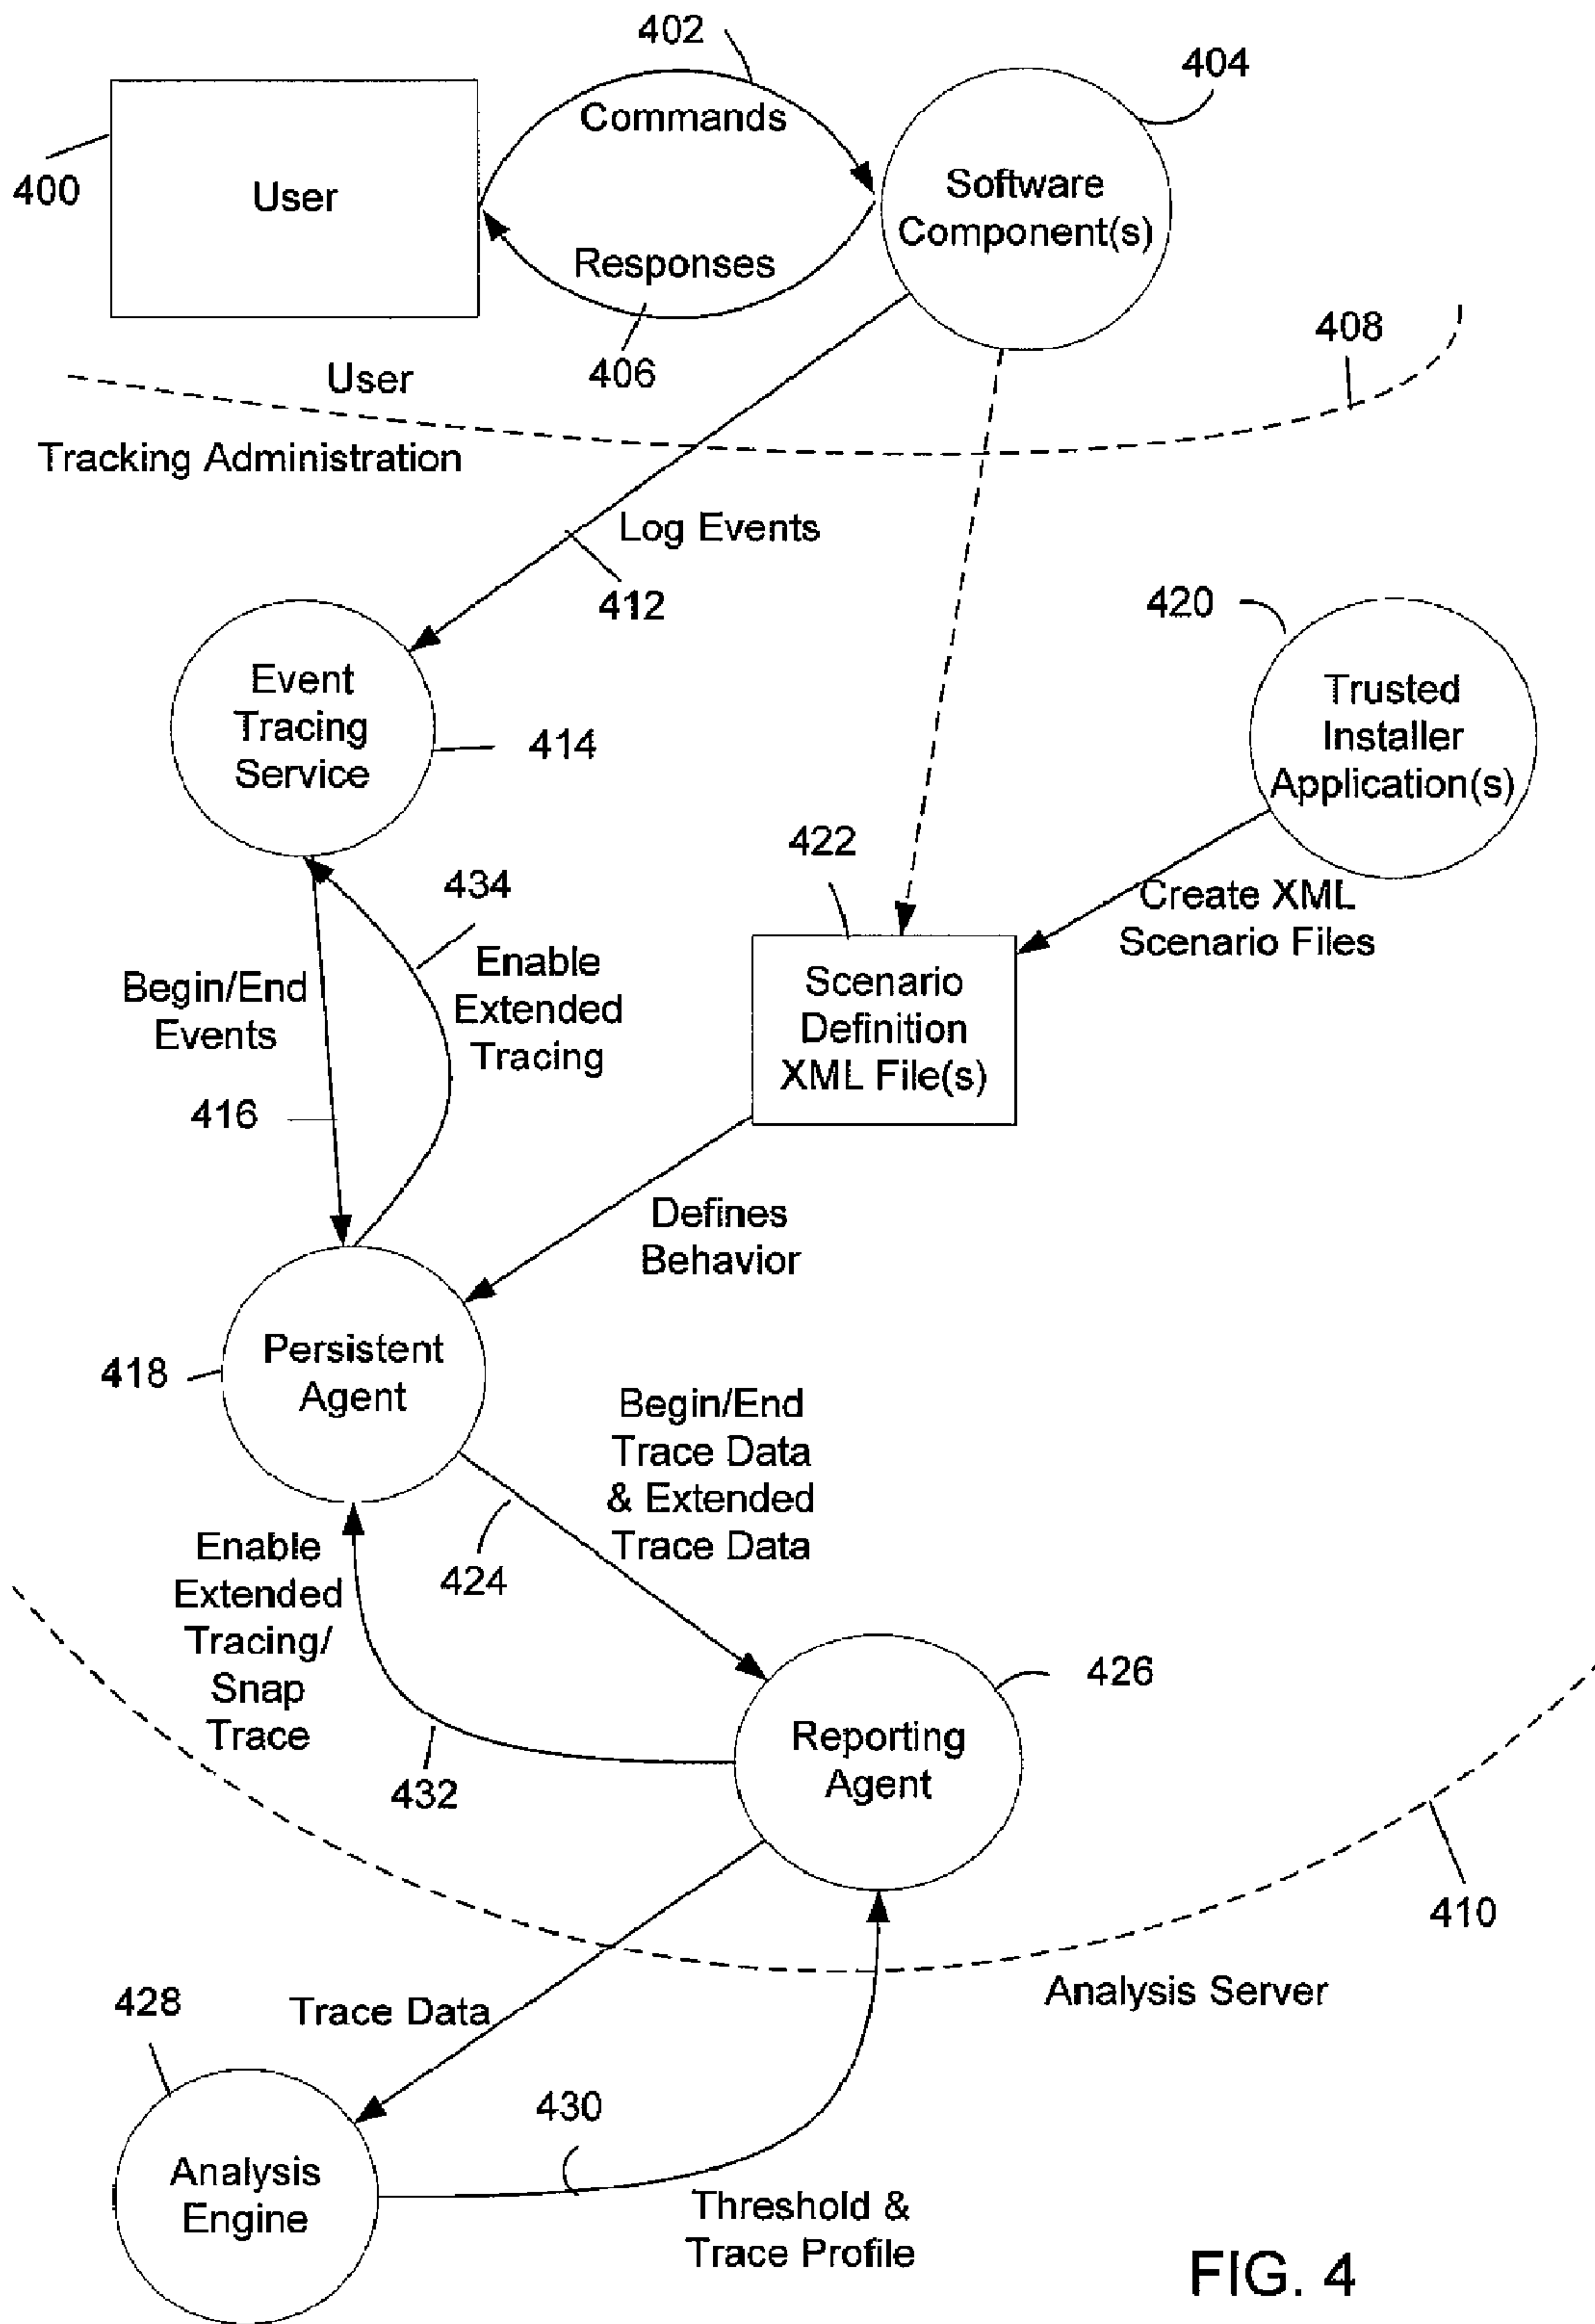 402
404
Commands
400
User
Software
Component(s)
Responses
406
408
User
Tracking Administration
Log Events
412
420
Event
Tracing
Service
414
Trusted
Installer
Application(s)
422
434
Create XML
Scenario Files
Begin/End
Events
Enable
Extended
Tracing
Scenario
Definition
XML File(s)
416
Defines
Behavior
418
Persistent
Agent
Begin/End
Trace Data
& Extended
Trace Data
424
Enable
Extended
Tracing/
Snap
Trace
426
Reporting
Agent
432
410
Analysis Server
428
Trace Data
430
Analysis
Engine
Threshold &
Trace Profile
FIG. 4